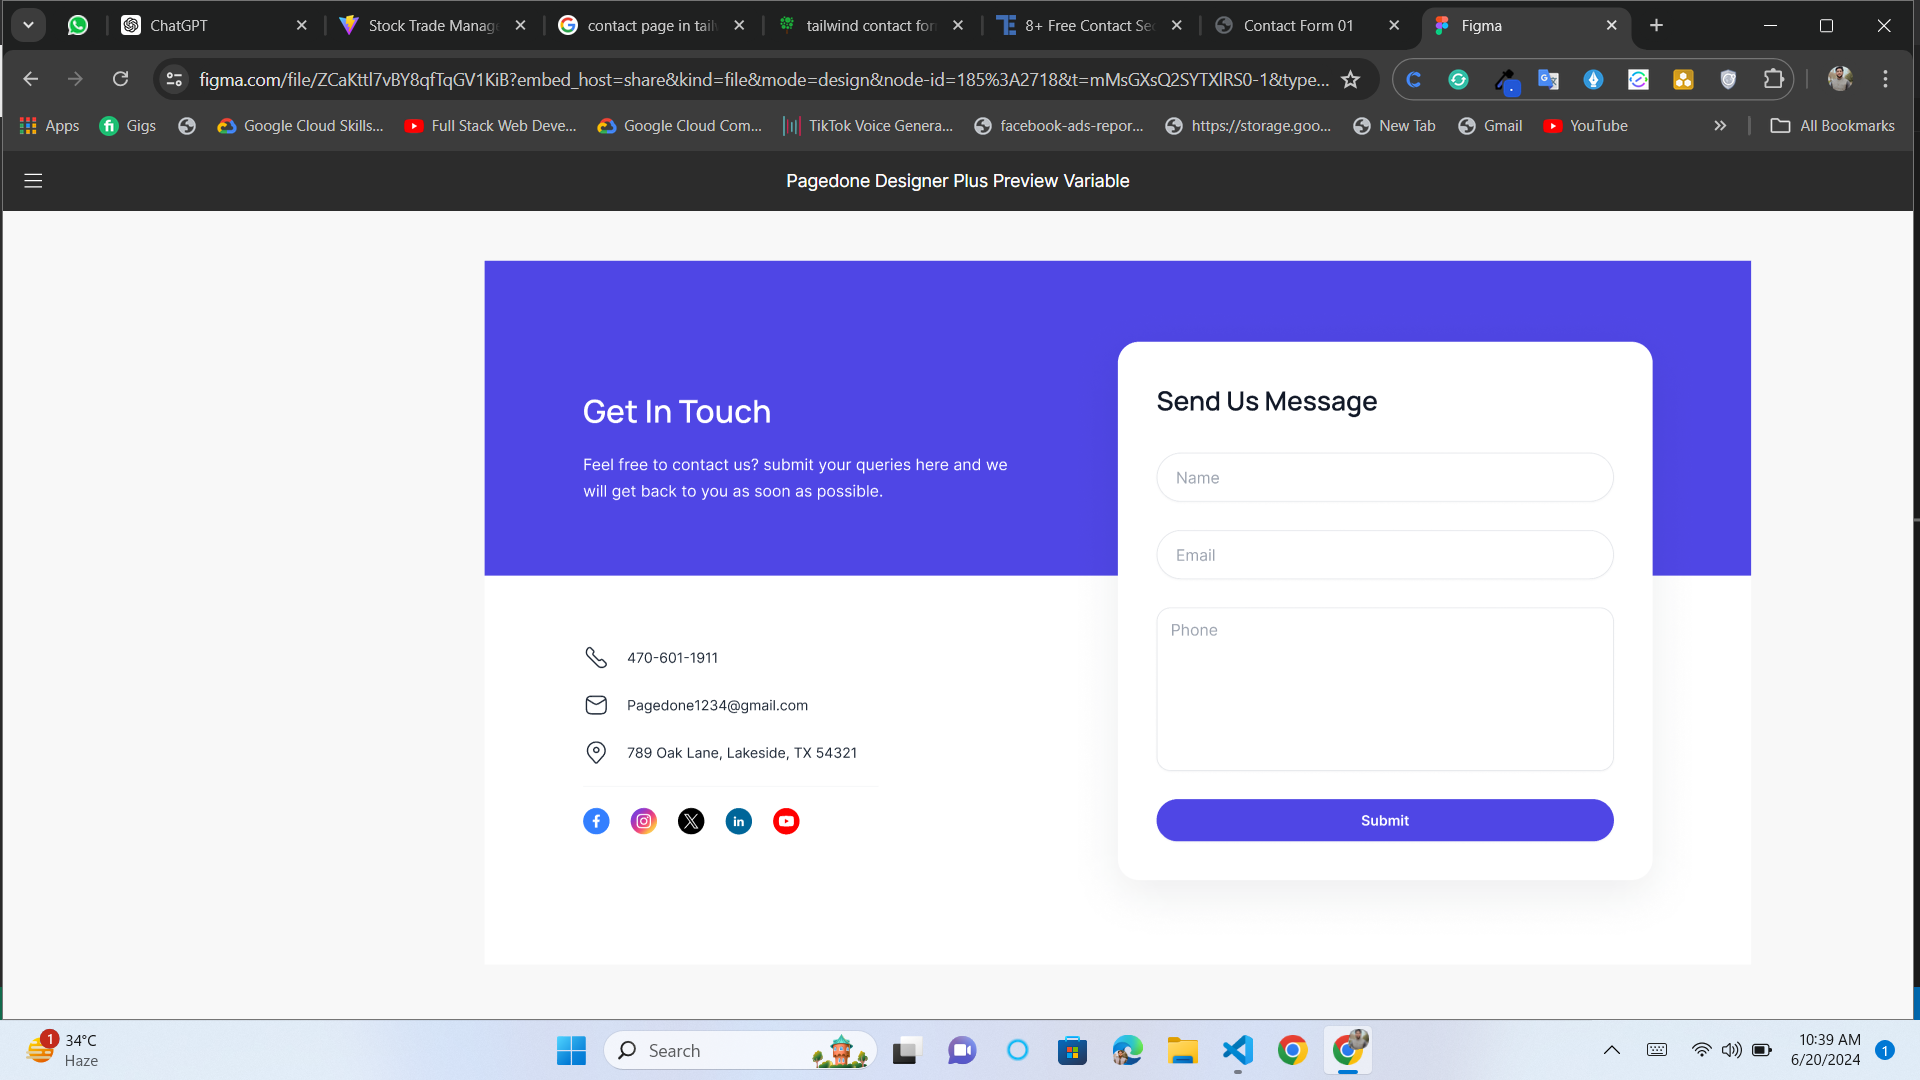 ChatGPT
Stock Trade Manag
contact page in tail
tailwind contact for
8+ Free Contact Sec
Contact Form 01
Figma
figma.com/file/ZCaKttl7vBY8qfTqGV1KiB?embed_host=share&kind=file&mode=design&node-id=185%3A2718&t=mMsGXsQ2SYTXlRS0-1&type...
Apps
Gigs
Google Cloud Skills...
Full Stack Web Deve...
Google Cloud Com...
TikTok Voice Genera...
facebook-ads-repor...
https://storage.goo...
New Tab
Gmail
YouTube
All Bookmarks
Pagedone Designer Plus Preview Variable
Get In Touch
Feel free to contact us? submit your queries here and we
will get back to you as soon as possible.
470-601-1911
Pagedone1234@gmail.com
789 Oak Lane, Lakeside, TX 54321
Send Us Message
Name
Email
Phone
Submit
1
34°C
Haze
Search
10:39 AM
6/20/2024
1